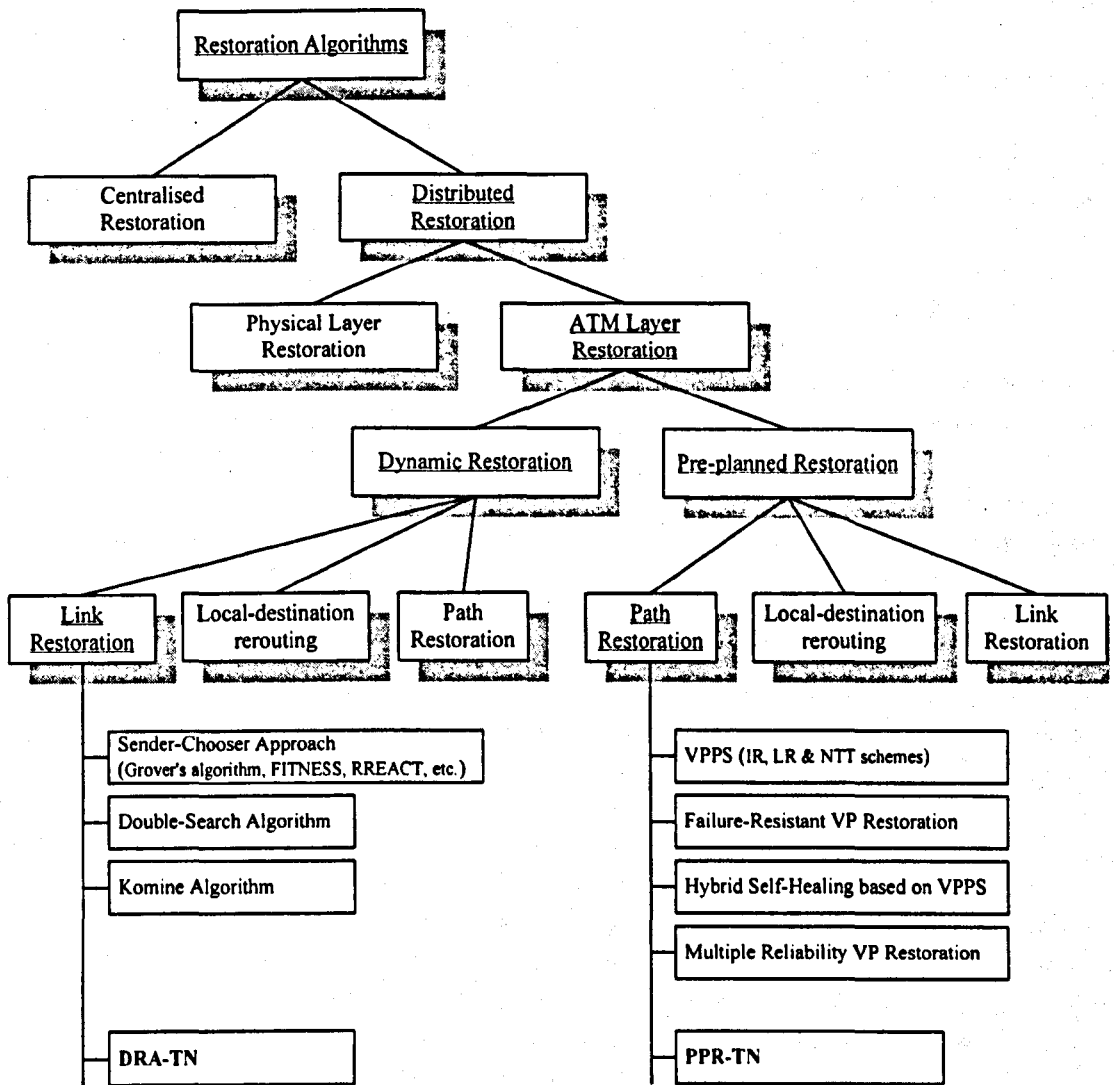 Restoration Algorithms
Centralised
Restoration
Distributed
Restoration
Physical Layer
Restoration
ATM Layer
Restoration
Dynamic Restoration
Pre-planned Restoration
Link
Restoration
Local-destination
rerouting
Path
Restoration
Path
Restoration
Local-destination
rerouting
Link
Restoration
Sender-Chooser Approach
(Grover's algorithm, FITNESS, RREACT, etc.)
Double-Search Algorithm
Komine Algorithm
DRA-TN
VPPS (IR, LR & NTT schemes)
Failure-Resistant VP Restoration
Hybrid Self-Healing based on VPPS
Multiple Reliability VP Restoration
PPR-TN